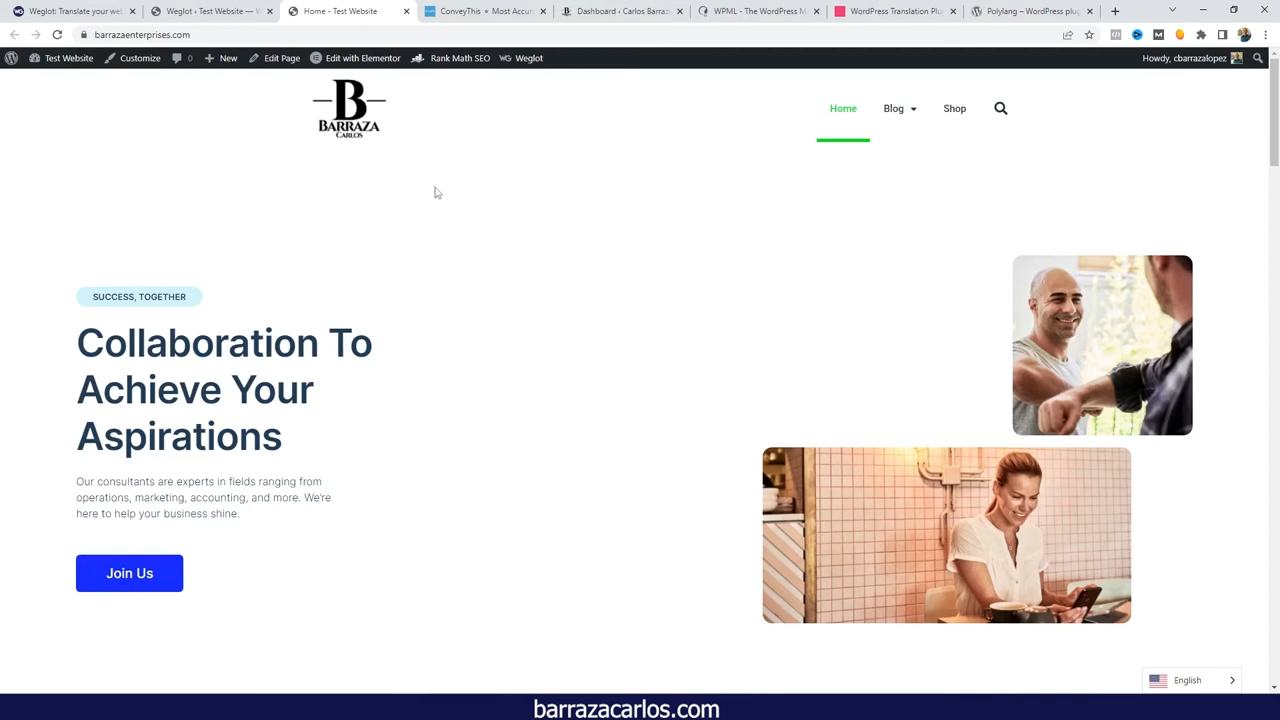 Weglot: Translate your web
Weglot ‹ Test Website — W
Home - Test Website
ConveyThis ⋆ Most Accura
Dashboard ‹ Carlos Barraza
WPML - The WordPress M
WordPress Translation Plu
Polylang – WordPress plug
barrazaenterprises.com
Test Website
Customize
0
New
Edit Page
Edit with Elementor
Rank Math SEO
Weglot
Howdy, cbarrazalopez
B
BARRAZA
CARLOS
Home
Blog
Shop
SUCCESS, TOGETHER
Collaboration To
Achieve Your
Aspirations
Our consultants are experts in fields ranging from
operations, marketing, accounting, and more. We're
here to help your business shine.
Join Us
English
barrazacarlos.com